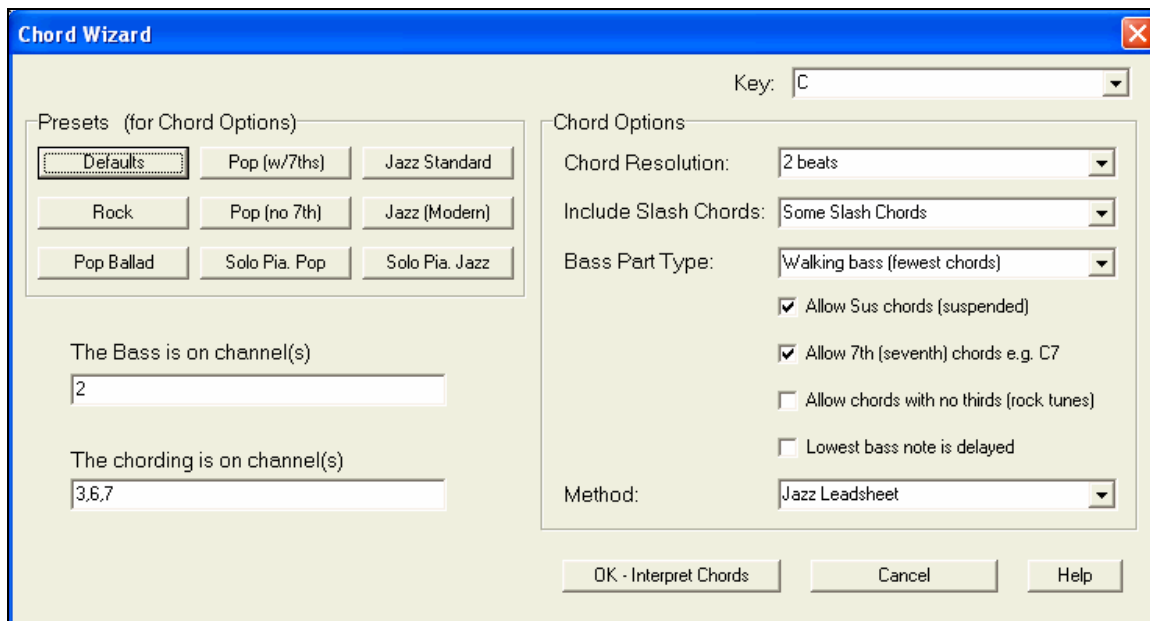 Chord Wizard
Key: C
Presets (for Chord Options)
Defaults Pop (w/7ths) Jazz Standard
Rock Pop (no 7th) Jazz (Modern)
Pop Ballad Solo Pia. Pop Solo Pia. Jazz
The Bass is on channel(s)
2
The chording is on channel(s)
3,6,7
Chord Options
Chord Resolution: 2 beats
Include Slash Chords: Some Slash Chords
Bass Part Type: Walking bass (fewest chords)
Allow Sus chords (suspended)
Allow 7th (seventh) chords e.g. C7
Allow chords with no thirds (rock tunes)
Lowest bass note is delayed
Method: Jazz Leadsheet
OK - Interpret Chords Cancel Help